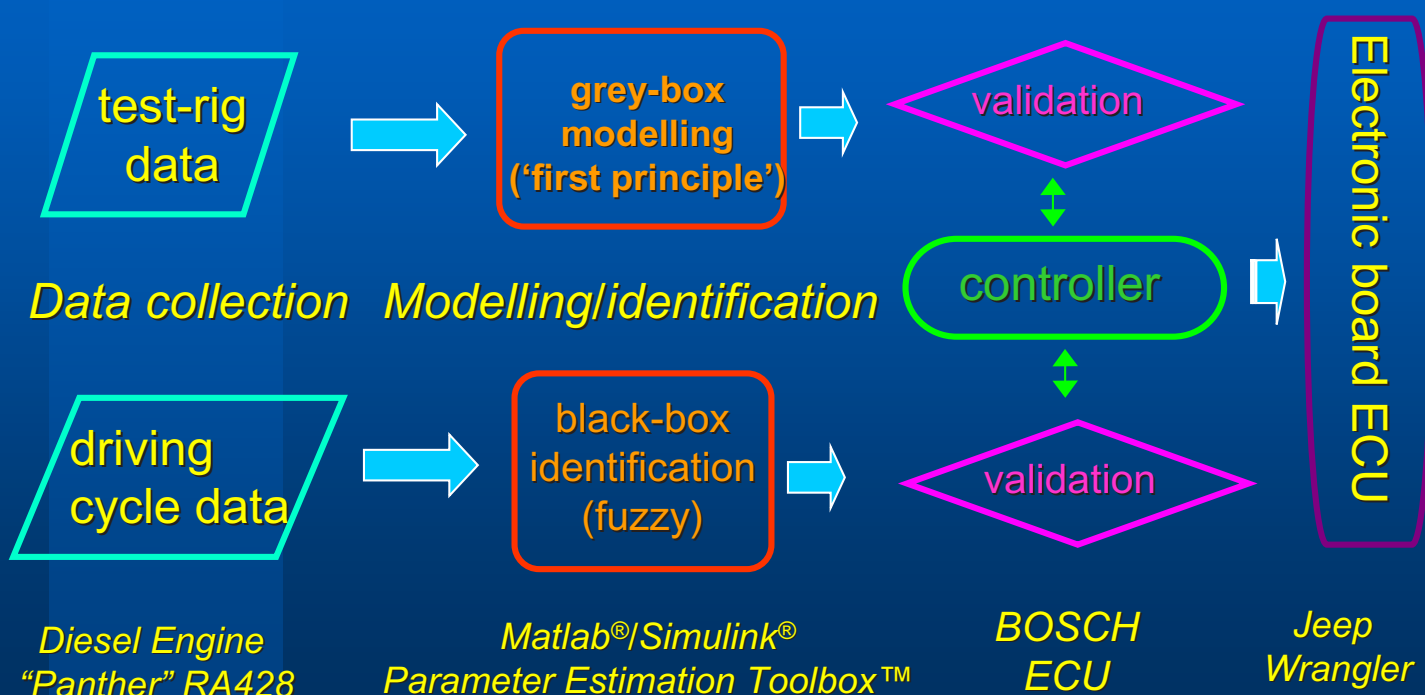 test-rig
data
grey-box
modelling
(‘first principle’)
validation
Electronic board ECU
Data collection
Modelling/identification
controller
driving
cycle data
black-box
identification
(fuzzy)
validation
Diesel Engine
“Panther” RA428
Matlab®/Simulink®
Parameter Estimation Toolbox™
BOSCH
ECU
Jeep
Wrangler